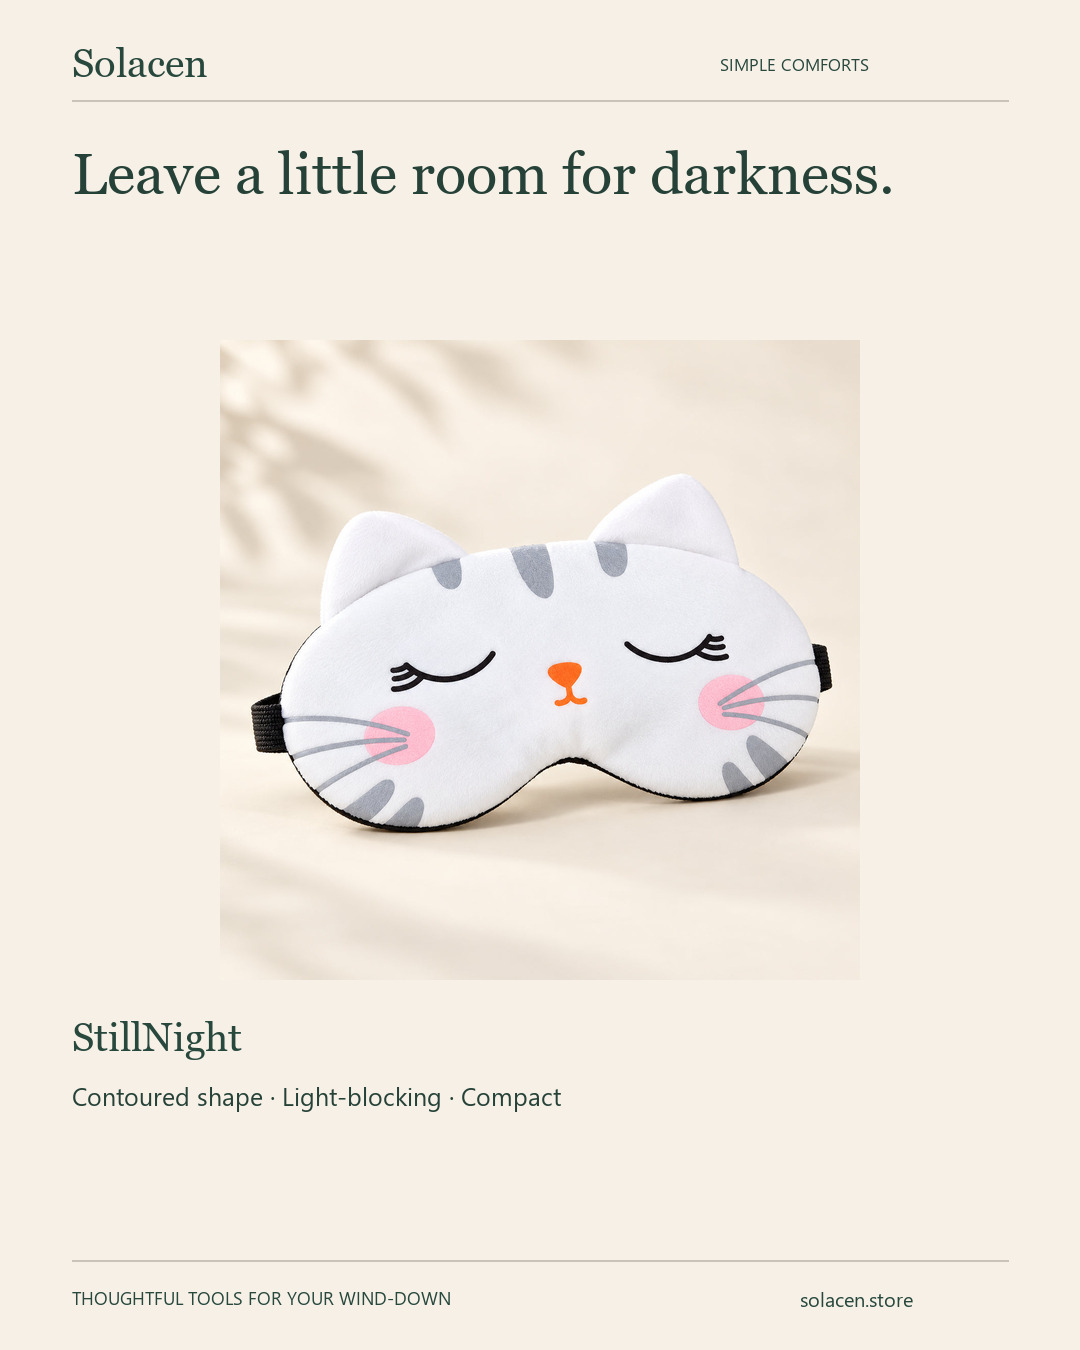 Solacen
SIMPLE COMFORTS
Leave a little room for darkness.
StillNight
Contoured shape · Light-blocking · Compact
THOUGHTFUL TOOLS FOR YOUR WIND-DOWN
solacen.store